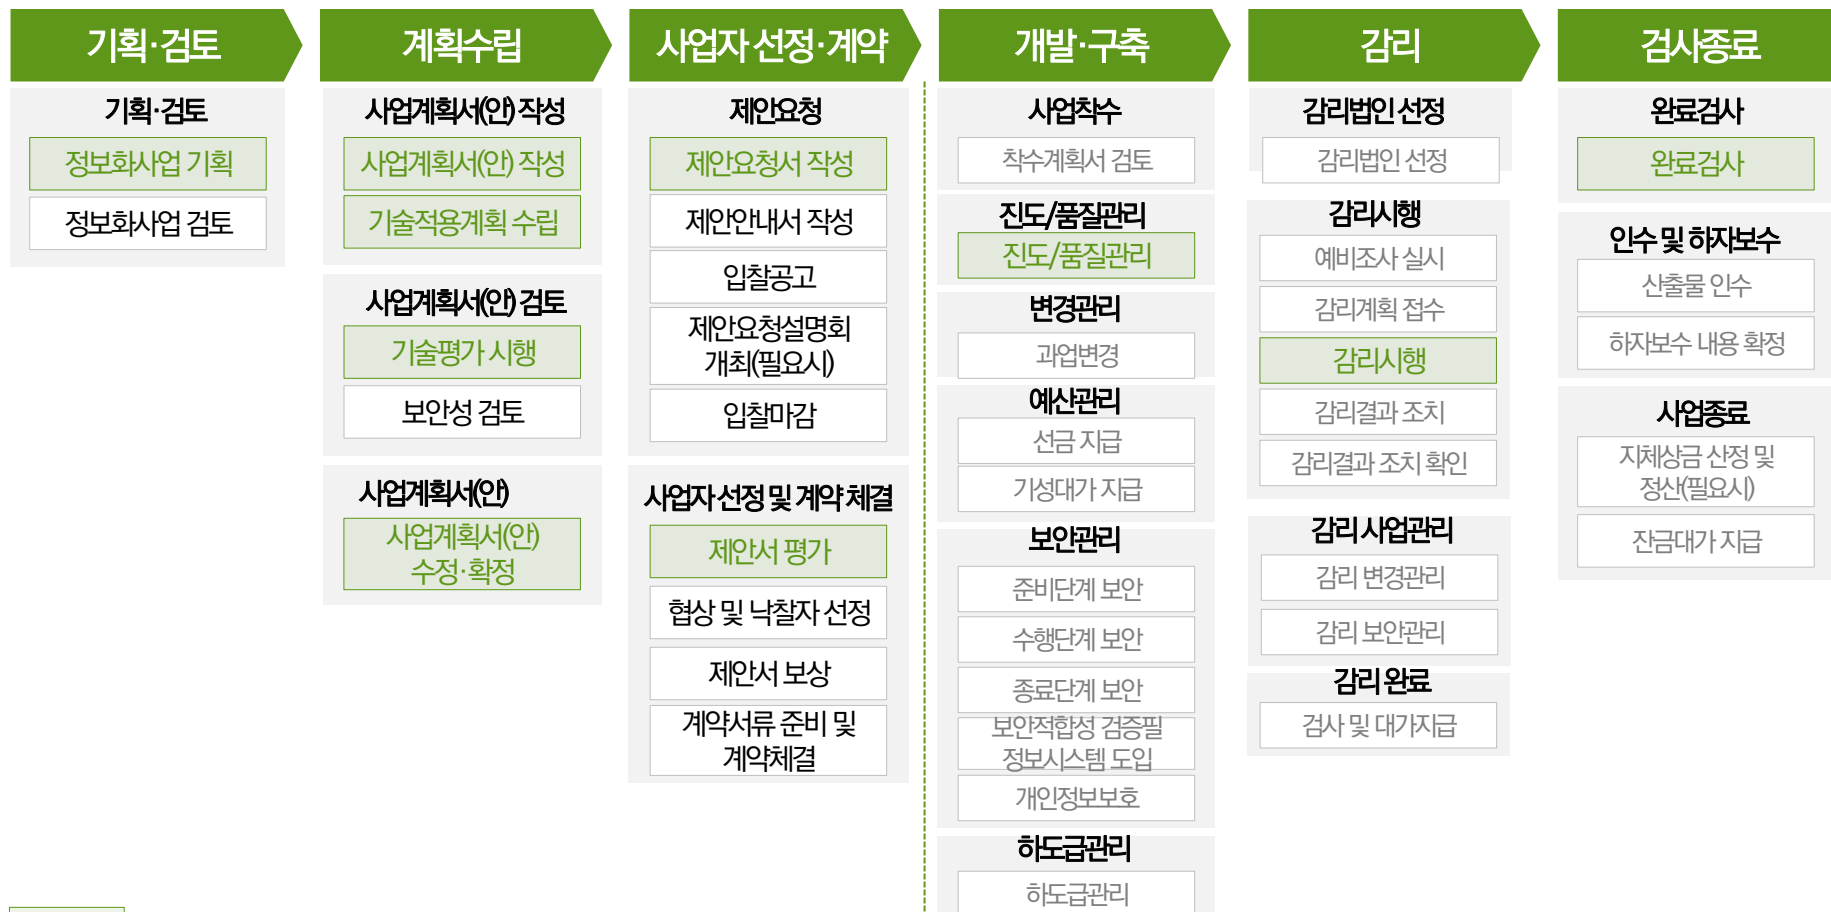 기획·검토
계획수립
사업자 선정·계약
개발·구축
감리
검사종료
기획·검토
정보화사업 기획
정보화사업 검토
사업계획서(안) 작성
사업계획서(안) 작성
기술적용계획 수립
사업계획서(안) 검토
기술평가 시행
보안성 검토
사업계획서(안)
사업계획서(안)
수정·확정
제안요청
제안요청서 작성
제안안내서 작성
입찰공고
제안요청설명회
개최(필요시)
입찰마감
사업자 선정 및 계약 체결
제안서 평가
협상 및 낙찰자 선정
제안서 보상
계약서류 준비 및
계약체결
사업착수
착수계획서 검토
진도/품질관리
진도/품질관리
변경관리
과업변경
예산관리
선금 지급
기성대가 지급
보안관리
준비단계 보안
수행단계 보안
종료단계 보안
보안적합성 검증필
정보시스템 도입
개인정보보호
하도급관리
하도급관리
감리법인 선정
감리법인 선정
감리시행
예비조사 실시
감리계획 접수
감리시행
감리결과 조치
감리결과 조치 확인
감리 사업관리
감리 변경관리
감리 보안관리
감리 완료
검사 및 대가지급
완료검사
완료검사
인수 및 하자보수
산출물 인수
하자보수 내용 확정
사업종료
지체상금 산정 및
정산(필요시)
잔금대가 지급